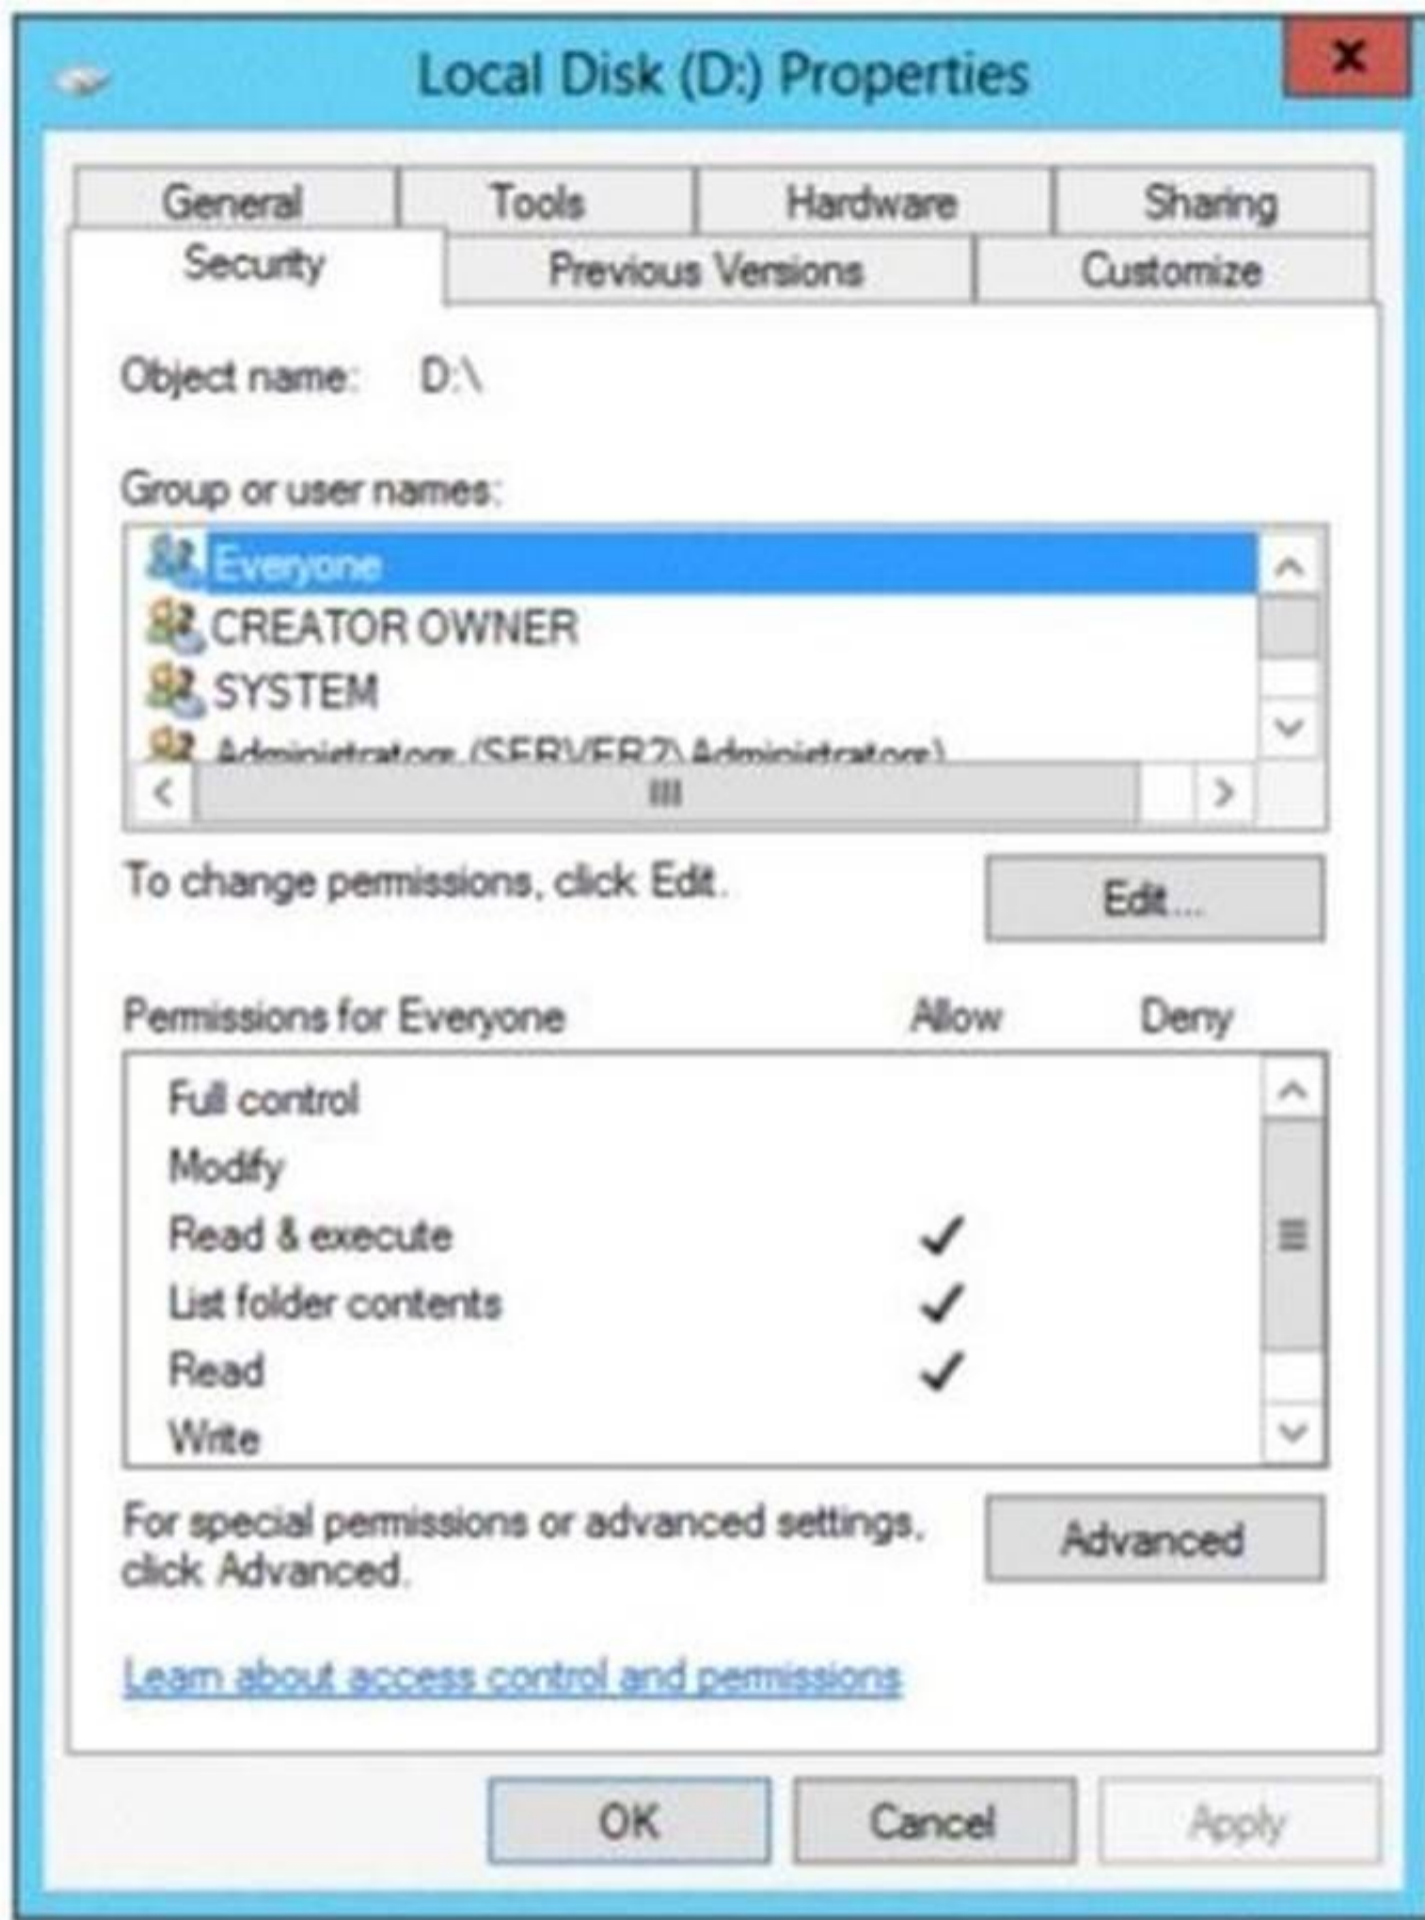 Local Disk (D:) Properties
x
General Tools Hardware Sharing
Security Previous Versions Customize
Object name: D:\
Group or user names:
Everyone
CREATOR OWNER
SYSTEM
Administrators (SERVER2\Administrators)
To change permissions, click Edit.
Edit...
Permissions for Everyone Allow Deny
Full control
Modify
Read & execute
List folder contents
Read
Write
For special permissions or advanced settings,
click Advanced.
Advanced
Learn about access control and permissions
OK Cancel Apply